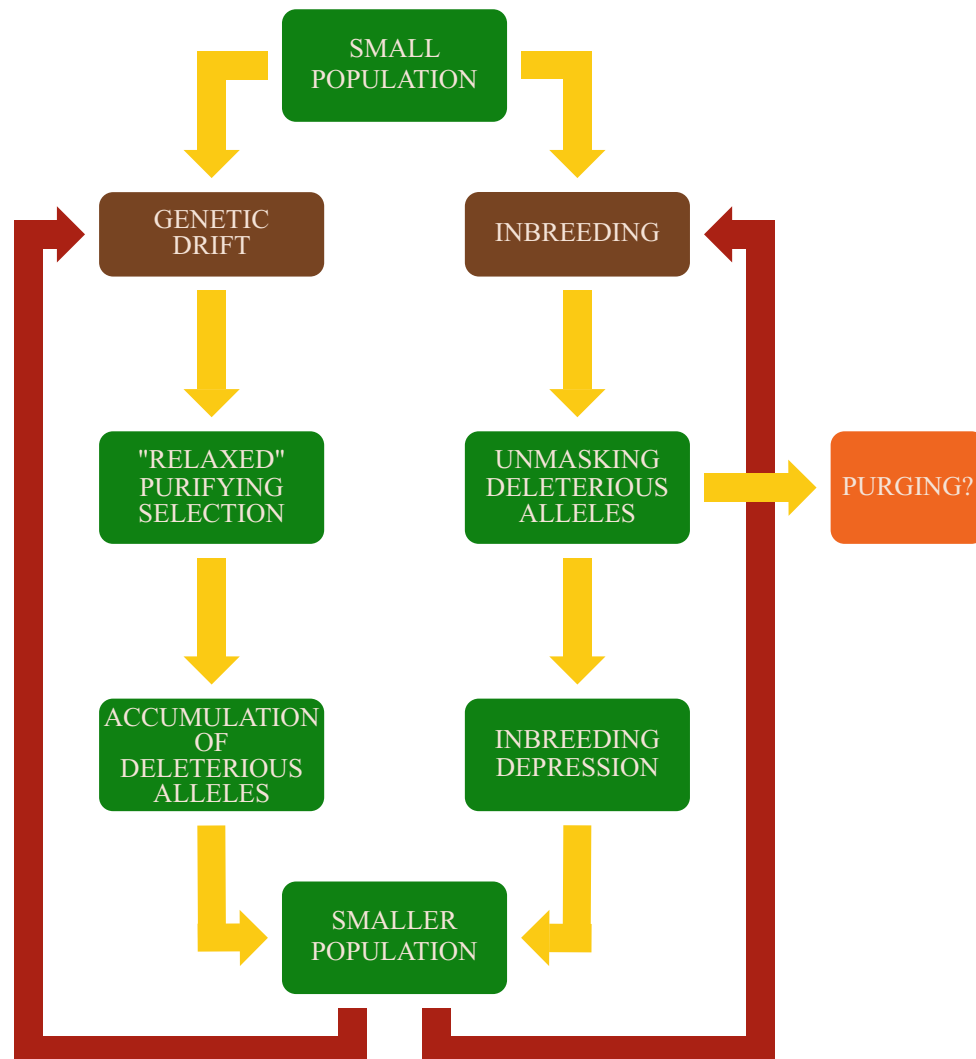 SMALL
POPULATION
GENETIC
DRIFT
INBREEDING
"RELAXED"
PURIFYING
SELECTION
UNMASKING
DELETERIOUS
ALLELES
PURGING?
ACCUMULATION
OF
DELETERIOUS
ALLELES
INBREEDING
DEPRESSION
SMALLER
POPULATION